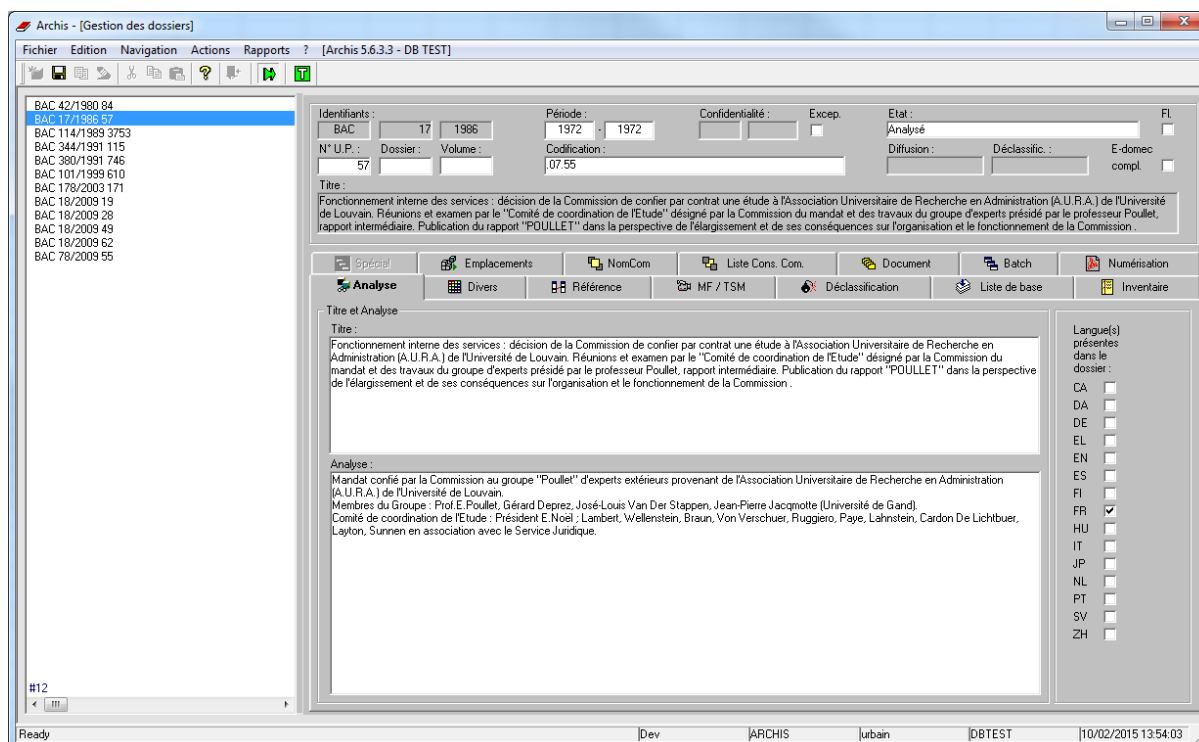 Archis - [Gestion des dossiers]
Fichier Edition Navigation Actions Rapports ? [Archis 5.6.3.3 - DB TEST]
BAC 42/1980 84
BAC 17/1986 57
BAC 114/1989 3753
BAC 344/1991 115
BAC 380/1991 746
BAC 101/1999 610
BAC 178/2003 171
BAC 18/2009 19
BAC 18/2009 28
BAC 18/2009 49
BAC 18/2009 62
BAC 78/2009 55
#12
Identifiants : Période : Confidentialité : Excep. Etat : Fl.
BAC 17 1986 1972 - 1972 Analysé
N° U.P. : Dossier : Volume : Codification : Diffusion : Déclassific. : E-domec
57 .07.55 compl.
Titre :
Fonctionnement interne des services : décision de la Commission de confier par contrat une étude à l'Association Universitaire de Recherche en Administration (A.U.R.A.) de l'Université
de Louvain. Réunions et examen par le "Comité de coordination de l'Etude" désigné par la Commission du mandat et des travaux du groupe d'experts présidé par le professeur Poullet,
rapport intermédiaire. Publication du rapport "POULLET" dans la perspective de l'élargissement et de ses conséquences sur l'organisation et le fonctionnement de la Commission .
Spécial Emplacements NomCom Liste Cons. Com. Document Batch Numérisation
Analyse Divers Référence MF / TSM Déclassification Liste de base Inventaire
Titre et Analyse
Titre :
Fonctionnement interne des services : décision de la Commission de confier par contrat une étude à l'Association Universitaire de Recherche en
Administration (A.U.R.A.) de l'Université de Louvain. Réunions et examen par le "Comité de coordination de l'Etude" désigné par la Commission du
mandat et des travaux du groupe d'experts présidé par le professeur Poullet, rapport intermédiaire. Publication du rapport "POULLET" dans la perspective
de l'élargissement et de ses conséquences sur l'organisation et le fonctionnement de la Commission .
Analyse :
Mandat confié par la Commission au groupe "Poullet" d'experts extérieurs provenant de l'Association Universitaire de Recherche en Administration
(A.U.R.A.) de l'Université de Louvain.
Membres du Groupe : Prof.E.Poullet, Gérard Deprez, José-Louis Van Der Stappen, Jean-Pierre Jacqmotte (Université de Gand).
Comité de coordination de l'Etude : Président E.Noël ; Lambert, Wellenstein, Braun, Von Verschuer, Ruggiero, Paye, Lahnstein, Cardon De Lichtbuer,
Layton, Sunnen en association avec le Service Juridique.
Langue(s)
présentes
dans le
dossier :
CA
DA
DE
EL
EN
ES
FI
FR
HU
IT
JP
NL
PT
SV
ZH
Ready Dev ARCHIS urbain DBTEST 10/02/2015 13:54:03